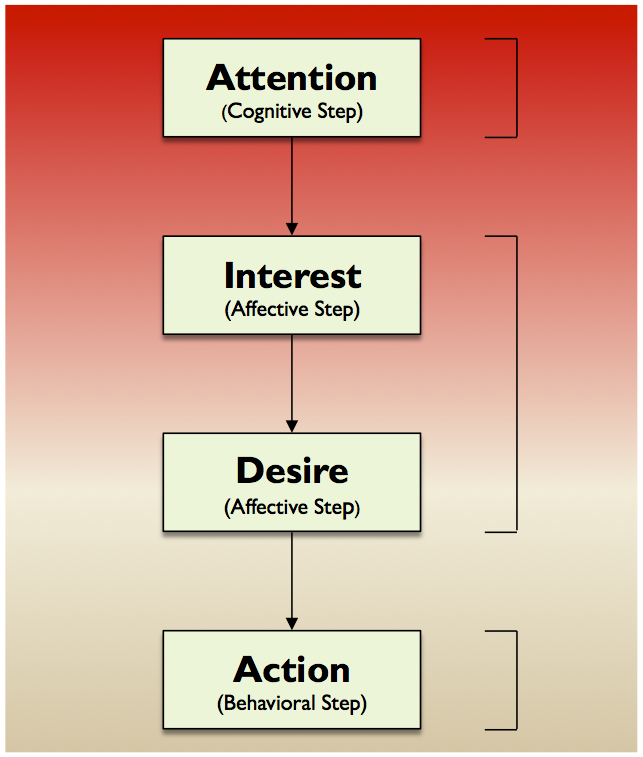 Attention
(Cognitive Step)
Interest
(Affective Step)
Desire
(Affective Step)
Action
(Behavioral Step)